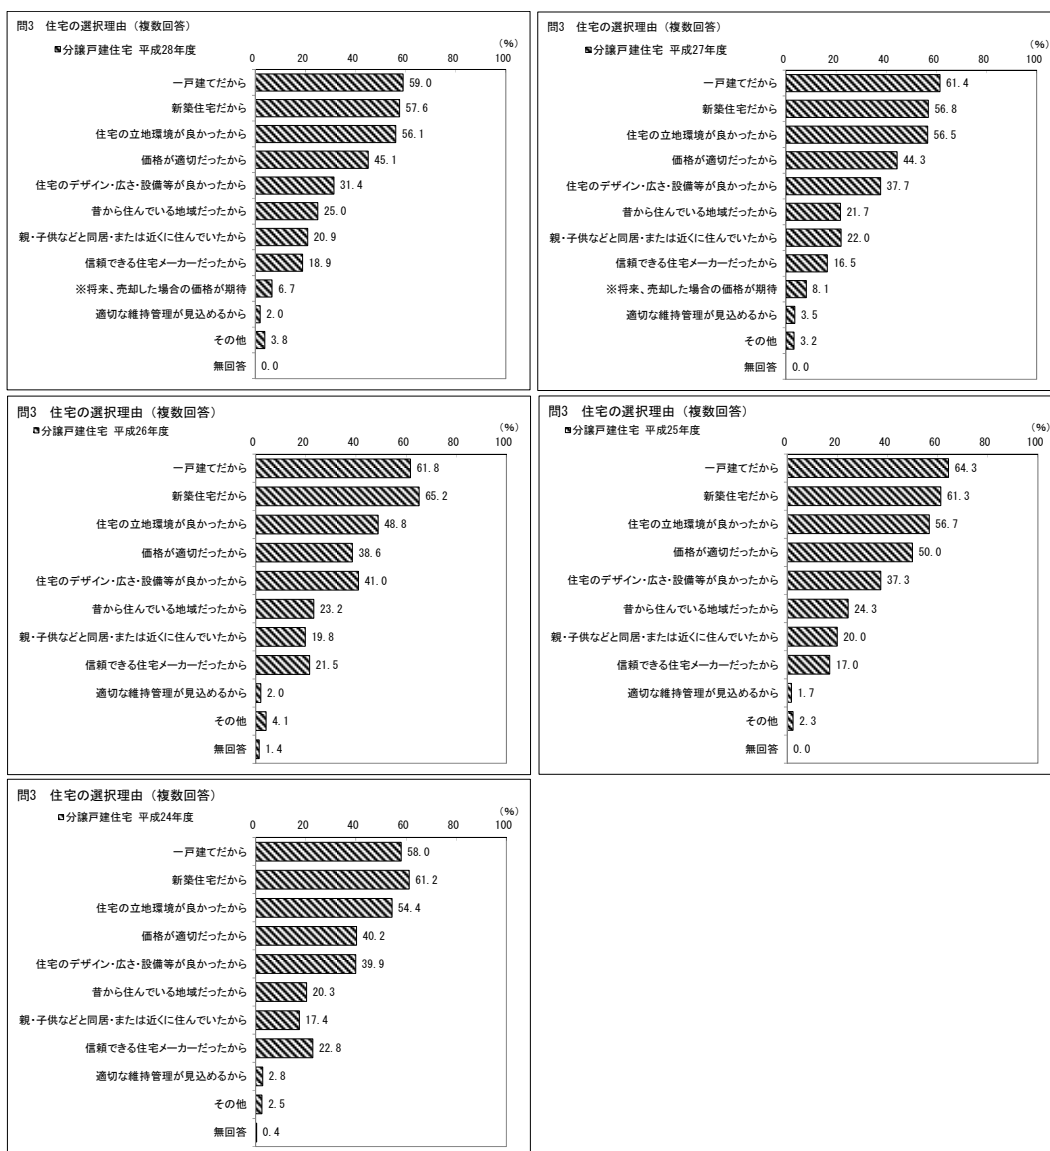 問3 住宅の選択理由（複数回答）
分譲戸建住宅 平成28年度
（％）
0 20 40 60 80 100
一戸建てだから 59.0
新築住宅だから 57.6
住宅の立地環境が良かったから 56.1
価格が適切だったから 45.1
住宅のデザイン・広さ・設備等が良かったから 31.4
昔から住んでいる地域だったから 25.0
親・子供などと同居・または近くに住んでいたから 20.9
信頼できる住宅メーカーだったから 18.9
※将来、売却した場合の価格が期待 6.7
適切な維持管理が見込めるから 2.0
その他 3.8
無回答 0.0
問3 住宅の選択理由（複数回答）
分譲戸建住宅 平成27年度
（％）
0 20 40 60 80 100
一戸建てだから 61.4
新築住宅だから 56.8
住宅の立地環境が良かったから 56.5
価格が適切だったから 44.3
住宅のデザイン・広さ・設備等が良かったから 37.7
昔から住んでいる地域だったから 21.7
親・子供などと同居・または近くに住んでいたから 22.0
信頼できる住宅メーカーだったから 16.5
※将来、売却した場合の価格が期待 8.1
適切な維持管理が見込めるから 3.5
その他 3.2
無回答 0.0
問3 住宅の選択理由（複数回答）
分譲戸建住宅 平成26年度
（％）
0 20 40 60 80 100
一戸建てだから 61.8
新築住宅だから 65.2
住宅の立地環境が良かったから 48.8
価格が適切だったから 38.6
住宅のデザイン・広さ・設備等が良かったから 41.0
昔から住んでいる地域だったから 23.2
親・子供などと同居・または近くに住んでいたから 19.8
信頼できる住宅メーカーだったから 21.5
適切な維持管理が見込めるから 2.0
その他 4.1
無回答 1.4
問3 住宅の選択理由（複数回答）
分譲戸建住宅 平成25年度
（％）
0 20 40 60 80 100
一戸建てだから 64.3
新築住宅だから 61.3
住宅の立地環境が良かったから 56.7
価格が適切だったから 50.0
住宅のデザイン・広さ・設備等が良かったから 37.3
昔から住んでいる地域だったから 24.3
親・子供などと同居・または近くに住んでいたから 20.0
信頼できる住宅メーカーだったから 17.0
適切な維持管理が見込めるから 1.7
その他 2.3
無回答 0.0
問3 住宅の選択理由（複数回答）
分譲戸建住宅 平成24年度
（％）
0 20 40 60 80 100
一戸建てだから 58.0
新築住宅だから 61.2
住宅の立地環境が良かったから 54.4
価格が適切だったから 40.2
住宅のデザイン・広さ・設備等が良かったから 39.9
昔から住んでいる地域だったから 20.3
親・子供などと同居・または近くに住んでいたから 17.4
信頼できる住宅メーカーだったから 22.8
適切な維持管理が見込めるから 2.8
その他 2.5
無回答 0.4